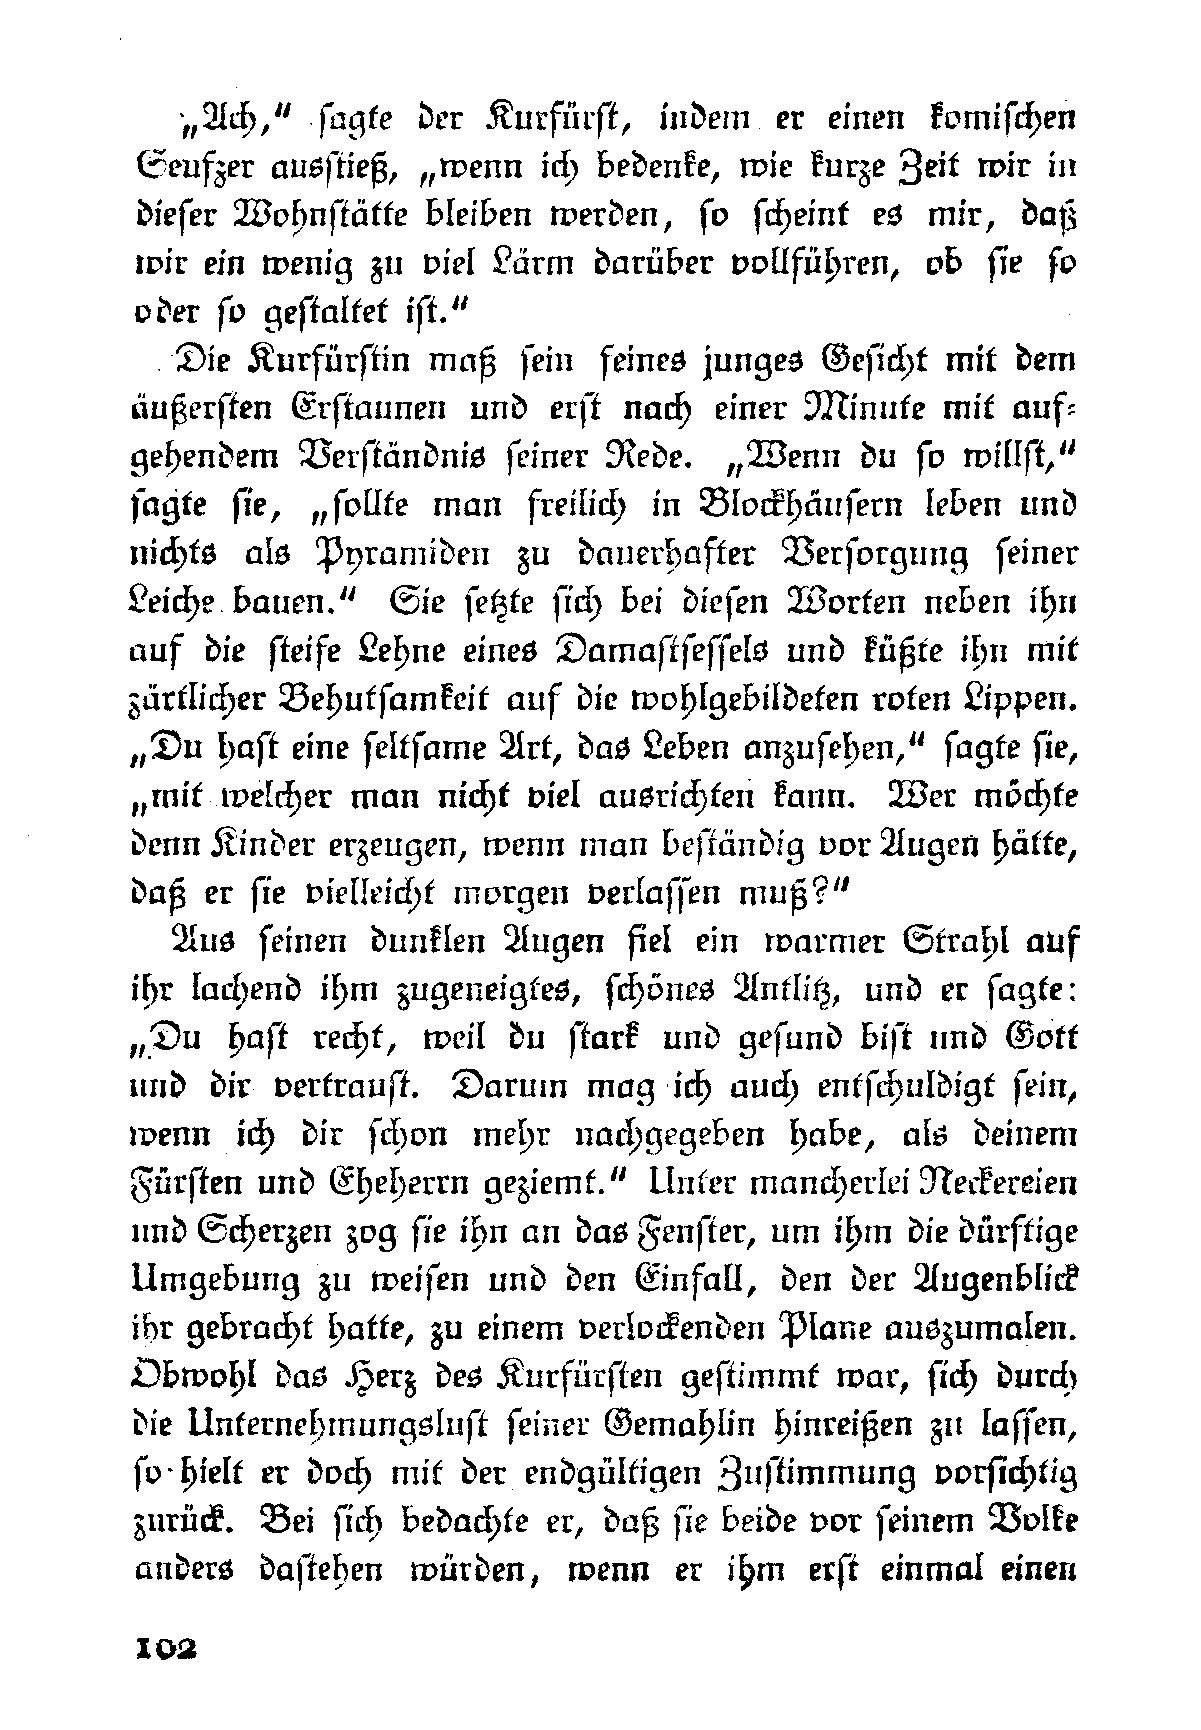 „Ach,“ ſagte der Kurfürſt, indem er einen komiſchen
Seufzer ausſtieß, „wenn ich bedenke, wie kurze Zeit wir in
dieſer Wohnſtätte bleiben werden, ſo ſcheint es mir, daß
wir ein wenig zu viel Lärm darüber vollführen, ob ſie ſo
oder ſo geſtaltet iſt.“
Die Kurfürſtin maß ſein feines junges Geſicht mit dem
äußerſten Erſtaunen und erſt nach einer Minute mit auf⸗
gehendem Verſtändnis ſeiner Rede. „Wenn du ſo willſt,“
ſagte ſie, „ſollte man freilich in Blockhäuſern leben und
nichts als Pyramiden zu dauerhafter Verſorgung ſeiner
Leiche bauen.“ Sie ſetzte ſich bei dieſen Worten neben ihn
auf die ſteife Lehne eines Damaſtſeſſels und küßte ihn mit
zärtlicher Behutſamkeit auf die wohlgebildeten roten Lippen.
„Du haſt eine ſeltſame Art, das Leben anzuſehen,“ ſagte ſie,
„mit welcher man nicht viel ausrichten kann. Wer möchte
denn Kinder erzeugen, wenn man beſtändig vor Augen hätte,
daß er ſie vielleicht morgen verlaſſen muß?“
Aus ſeinen dunklen Augen fiel ein warmer Strahl auf
ihr lachend ihm zugeneigtes, ſchönes Antlitz, und er ſagte:
„Du haſt recht, weil du ſtark und geſund biſt und Gott
und dir vertrauſt. Darum mag ich auch entſchuldigt ſein,
wenn ich dir ſchon mehr nachgegeben habe, als deinem
Fürſten und Eheherrn geziemt.“ Unter mancherlei Neckereien
und Scherzen zog ſie ihn an das Fenſter, um ihm die dürftige
Umgebung zu weiſen und den Einfall, den der Augenblick
ihr gebracht hatte, zu einem verlockenden Plane auszumalen.
Obwohl das Herz des Kurfürſten geſtimmt war, ſich durch
die Unternehmungsluſt ſeiner Gemahlin hinreißen zu laſſen,
ſo hielt er doch mit der endgültigen Zuſtimmung vorſichtig
zurück. Bei ſich bedachte er, daß ſie beide vor ſeinem Volke
anders daſtehen würden, wenn er ihm erſt einmal einen
102